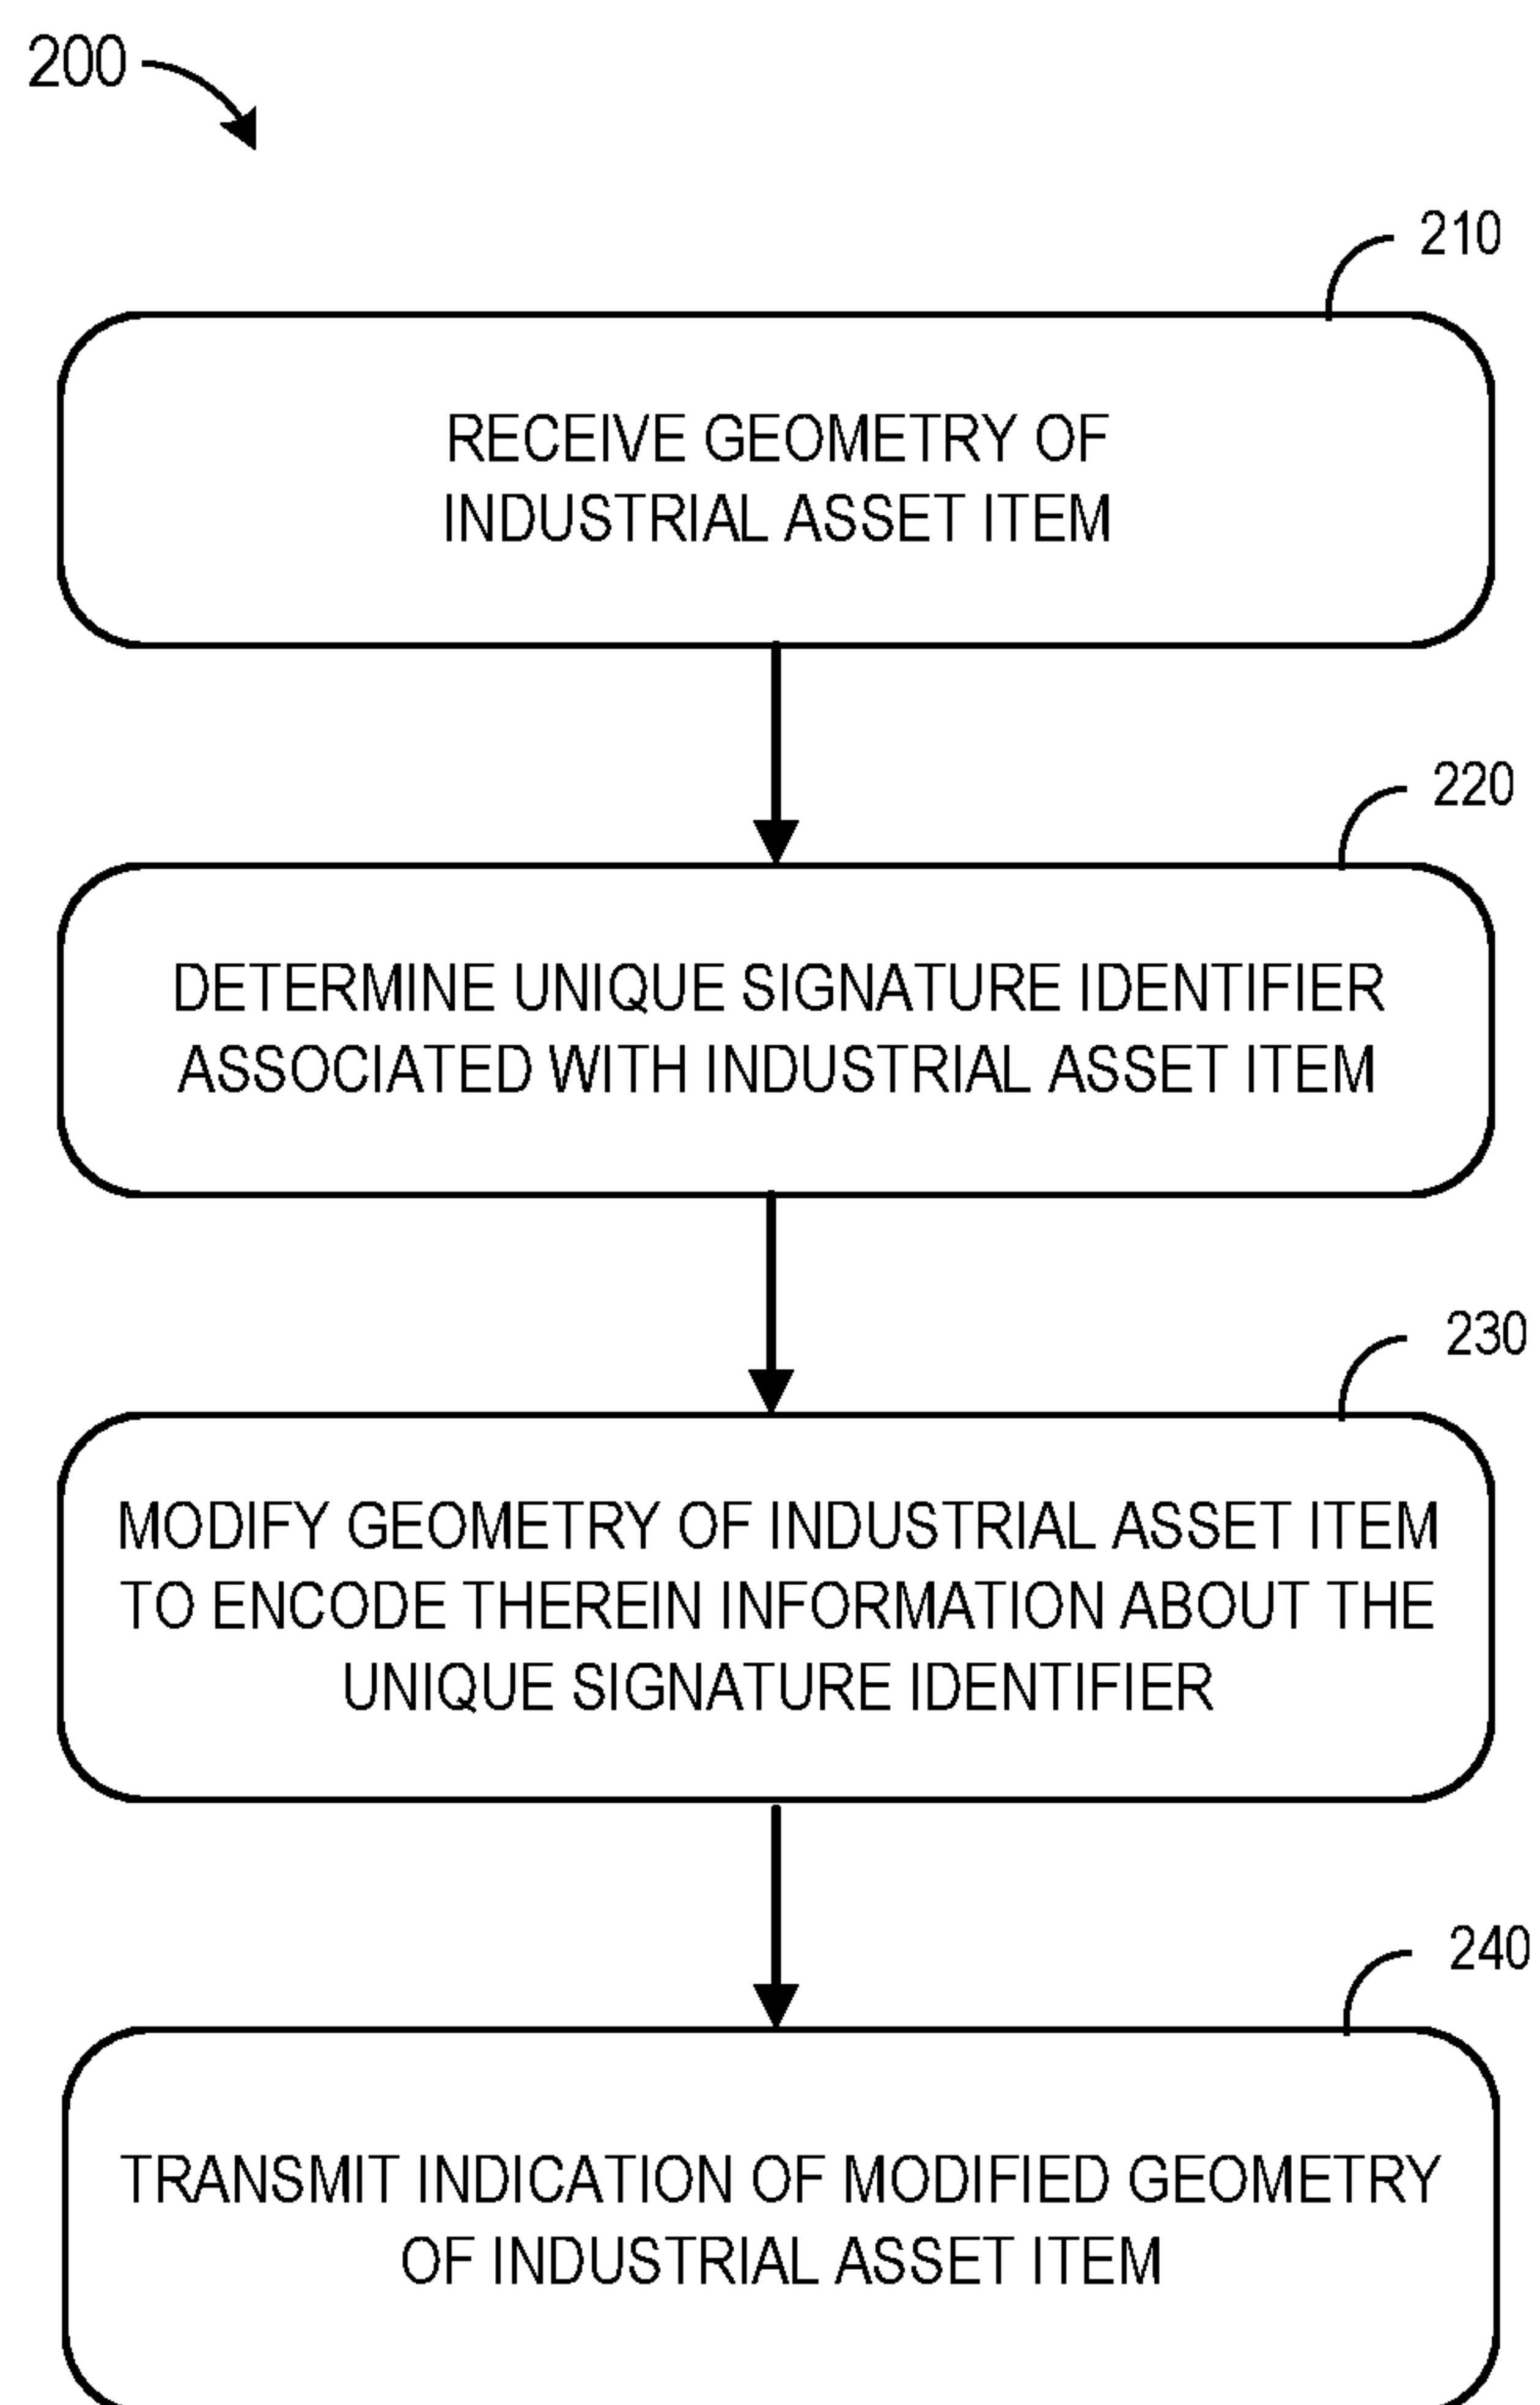 200
210
RECEIVE GEOMETRY OF
INDUSTRIAL ASSET ITEM
220
DETERMINE UNIQUE SIGNATURE IDENTIFIER
ASSOCIATED WITH INDUSTRIAL ASSET ITEM
230
MODIFY GEOMETRY OF INDUSTRIAL ASSET ITEM
TO ENCODE THEREIN INFORMATION ABOUT THE
UNIQUE SIGNATURE IDENTIFIER
240
TRANSMIT INDICATION OF MODIFIED GEOMETRY
OF INDUSTRIAL ASSET ITEM